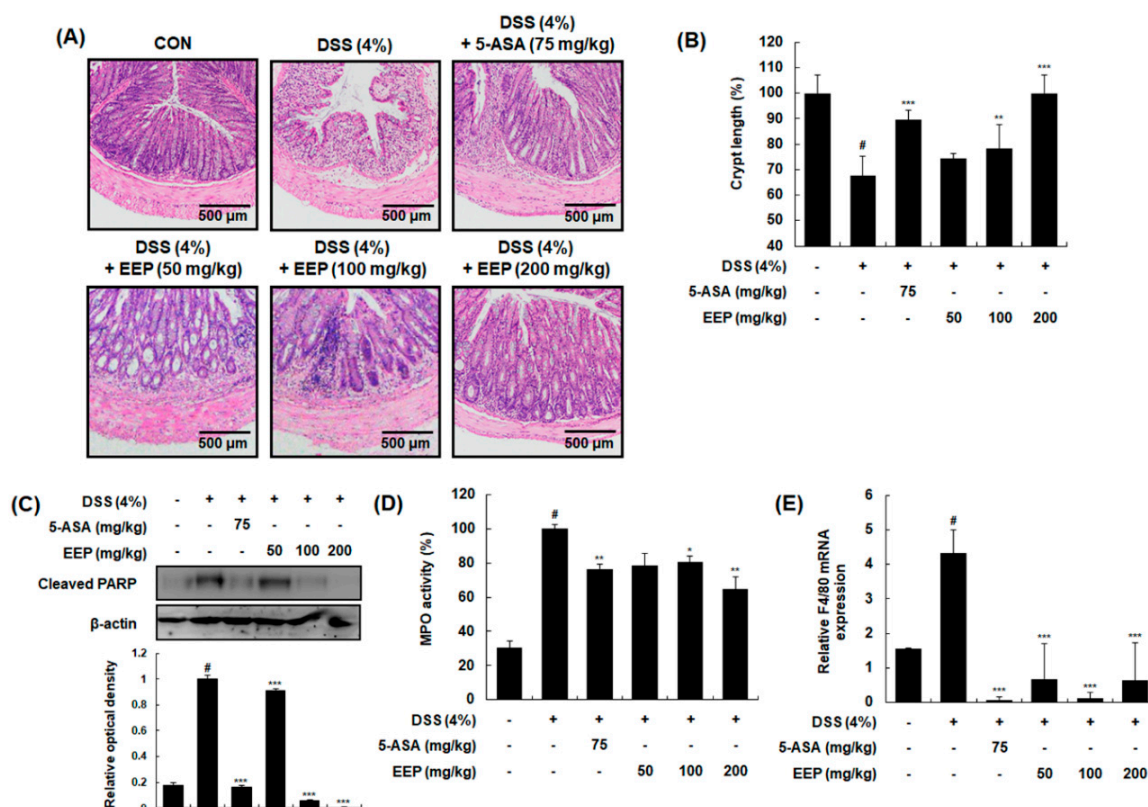 (A)
CON
DSS (4%)
DSS (4%)
+ 5-ASA (75 mg/kg)
500 µm
500 µm
500 µm
DSS (4%)
+ EEP (50 mg/kg)
DSS (4%)
+ EEP (100 mg/kg)
DSS (4%)
+ EEP (200 mg/kg)
500 µm
500 µm
500 µm
(B)
Crypt length (%)
120
110
100
90
80
70
60
50
40
#
***
**
***
DSS (4%) - + + + + +
5-ASA (mg/kg) - - 75 - - -
EEP (mg/kg) - - - 50 100 200
(C)
DSS (4%) - + + + + +
5-ASA (mg/kg) - - 75 - - -
EEP (mg/kg) - - - 50 100 200
Cleaved PARP
β-actin
Relative optical density
1.2
1
0.8
0.6
0.4
0.2
0
#
***
***
***
***
(D)
MPO activity (%)
120
100
80
60
40
20
0
#
**
*
**
DSS (4%) - + + + + +
5-ASA (mg/kg) - - 75 - - -
EEP (mg/kg) - - - 50 100 200
(E)
Relative F4/80 mRNA
expression
6
5
4
3
2
1
0
#
***
***
***
***
DSS (4%) - + + + + +
5-ASA (mg/kg) - - 75 - - -
EEP (mg/kg) - - - 50 100 200